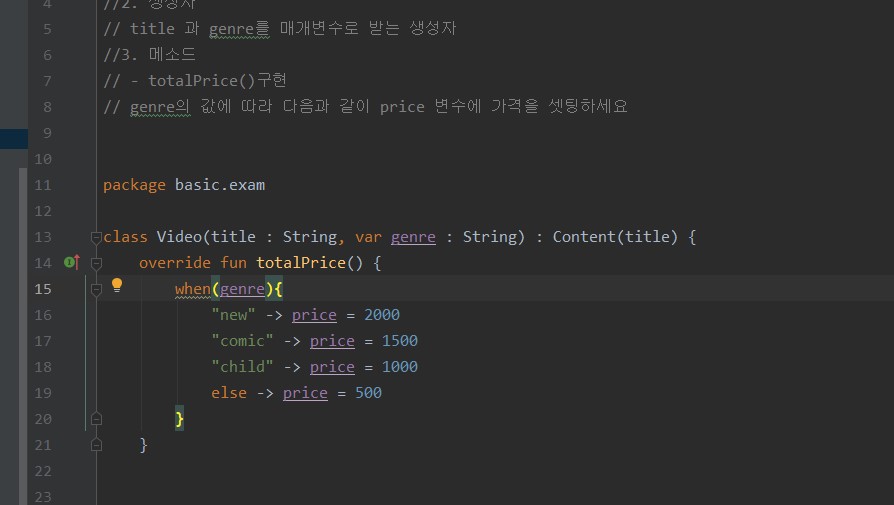 4 //2. 생성자
5 // title 과 genre를 매개변수로 받는 생성자
6 //3. 메소드
7 // - totalPrice()구현
8 // genre의 값에 따라 다음과 같이 price 변수에 가격을 셋팅하세요
9
10
11 package basic.exam
12
13 class Video(title : String, var genre : String) : Content(title) {
14 override fun totalPrice() {
15 when(genre){
16 "new" -> price = 2000
17 "comic" -> price = 1500
18 "child" -> price = 1000
19 else -> price = 500
20 }
21 }
22
23